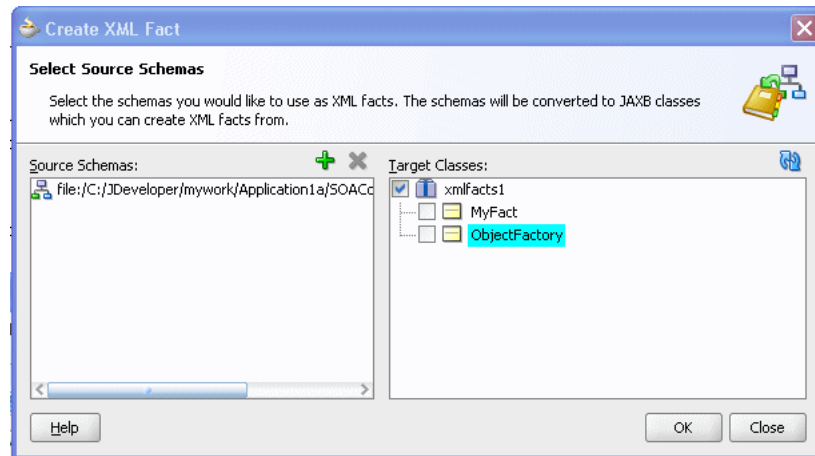 Create XML Fact
Select Source Schemas
Select the schemas you would like to use as XML facts. The schemas will be converted to JAXB classes
which you can create XML facts from.
Source Schemas:
Target Classes:
file:/C:/JDeveloper/mywork/Application1a/SOACo
xmlfacts1
MyFact
ObjectFactory
Help
OK
Close